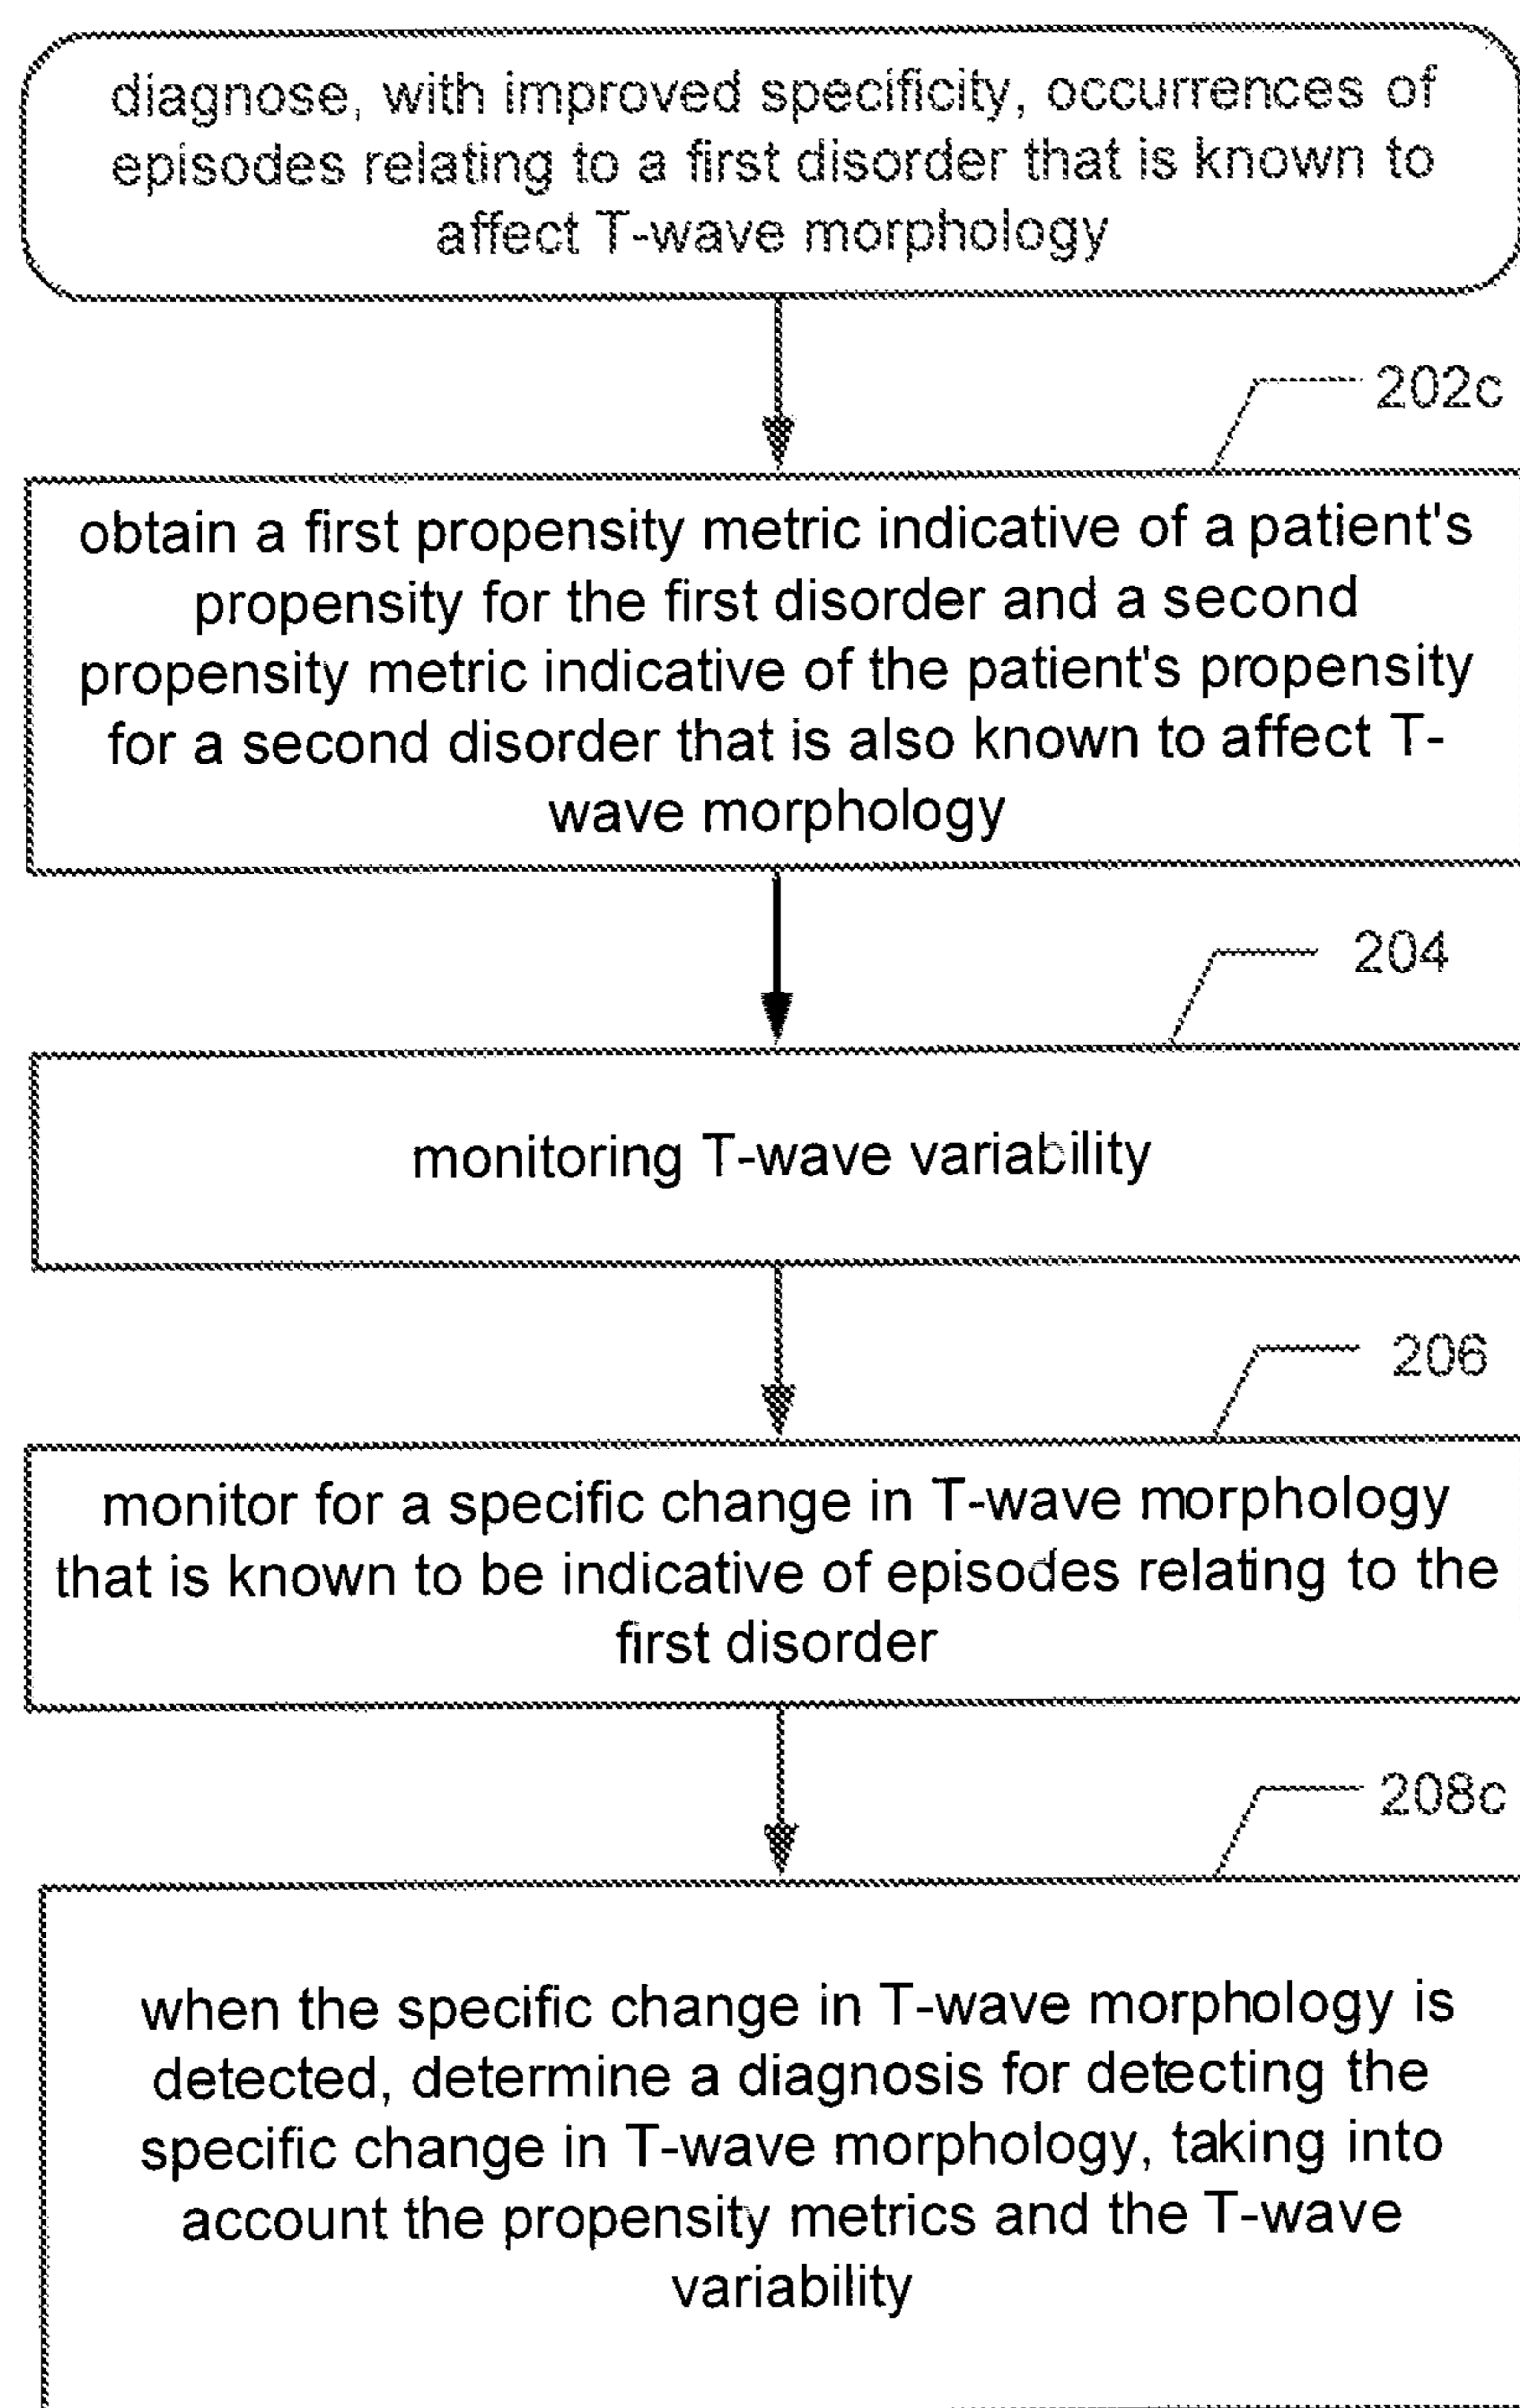 diagnose, with improved specificity, occurrences of
episodes relating to a first disorder that is known to
affect T-wave morphology
202c
obtain a first propensity metric indicative of a patient's
propensity for the first disorder and a second
propensity metric indicative of the patient's propensity
for a second disorder that is also known to affect T-
wave morphology
204
monitoring T-wave variability
206
monitor for a specific change in T-wave morphology
that is known to be indicative of episodes relating to the
first disorder
208c
when the specific change in T-wave morphology is
detected, determine a diagnosis for detecting the
specific change in T-wave morphology, taking into
account the propensity metrics and the T-wave
variability